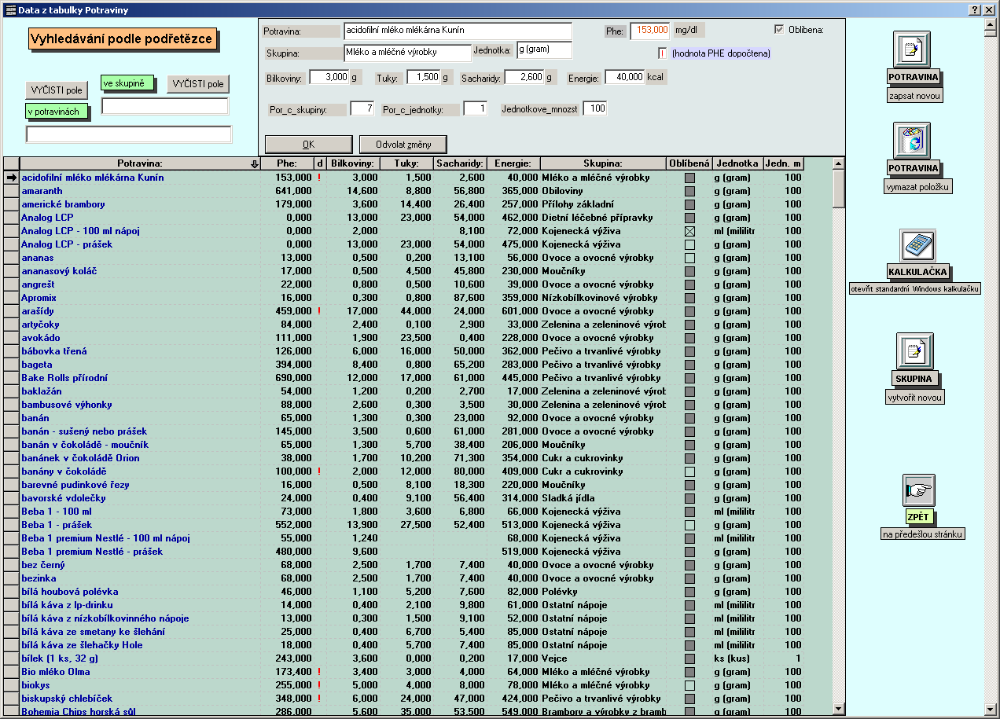 Data z tabulky Potraviny
Vyhledávání podle podřetězce
VYČISTI pole
ve skupině
VYČISTI pole
v potravinách
Potravina: acidofilní mléko mlékárna Kunín
Phe: 153,000 mg/dl
Oblibena:
Skupina: Mléko a mléčné výrobky
Jednotka: g (gram)
! (hodnota PHE dopočtena)
Bílkoviny: 3,000 g Tuky: 1,500 g Sacharidy: 2,600 g Energie: 40,000 kcal
Por_c_skupiny: 7 Por_c_jednotky: 1 Jednotkove_mnozst 100
OK
Odvolat změny
Potravina: Phe: d Bílkoviny: Tuky: Sacharidy: Energie: Skupina: Oblíbená Jednotka Jedn. m
acidofilní mléko mlékárna Kunín 153,000 ! 3,000 1,500 2,600 40,000 Mléko a mléčné výrobky g (gram) 100
amaranth 641,000 14,600 8,800 56,800 365,000 Obiloviny g (gram) 100
americké brambory 179,000 3,600 14,400 26,400 257,000 Přílohy základní g (gram) 100
Analog LCP 0,000 13,000 23,000 54,000 462,000 Dietní léčebné přípravky g (gram) 100
Analog LCP - 100 ml nápoj 0,000 2,000 8,100 72,000 Kojenecká výživa ml (mililitr 100
Analog LCP - prášek 0,000 13,000 23,000 54,000 475,000 Kojenecká výživa g (gram) 100
ananas 13,000 0,500 0,200 13,100 56,000 Ovoce a ovocné výrobky g (gram) 100
ananasový koláč 17,000 0,500 4,500 45,800 230,000 Moučníky g (gram) 100
angrešt 22,000 0,800 0,500 10,600 39,000 Ovoce a ovocné výrobky g (gram) 100
Apromix 16,000 0,300 0,800 87,600 359,000 Nízkobílkovinové výrobky g (gram) 100
arašídy 459,000 ! 17,000 44,000 24,000 601,000 Ovoce a ovocné výrobky g (gram) 100
artyčoky 84,000 2,400 0,100 2,900 33,000 Zelenina a zeleninové výrob g (gram) 100
avokádo 111,000 1,900 23,500 0,400 228,000 Ovoce a ovocné výrobky g (gram) 100
bábovka třená 126,000 6,000 16,000 50,000 362,000 Pečivo a trvanlivé výrobky g (gram) 100
bageta 394,000 8,400 0,800 65,200 283,000 Pečivo a trvanlivé výrobky g (gram) 100
Bake Rolls přírodní 690,000 12,000 17,000 61,000 445,000 Pečivo a trvanlivé výrobky g (gram) 100
baklažán 54,000 1,200 0,200 2,700 17,000 Zelenina a zeleninové výrob g (gram) 100
bambusové výhonky 88,000 2,600 0,300 3,500 30,000 Zelenina a zeleninové výrob g (gram) 100
banán 65,000 1,300 0,300 23,000 92,000 Ovoce a ovocné výrobky g (gram) 100
banán - sušený nebo prášek 145,000 3,500 0,600 61,000 281,000 Ovoce a ovocné výrobky g (gram) 100
banán v čokoládě - moučník 65,000 1,300 5,700 38,400 206,000 Moučníky g (gram) 100
banánek v čokoládě Orion 38,000 1,700 10,200 71,300 354,000 Cukr a cukrovinky g (gram) 100
banány v čokoládě 100,000 ! 2,000 12,000 80,000 409,000 Cukr a cukrovinky g (gram) 100
barevné pudinkové řezy 16,000 0,500 8,100 18,300 220,000 Moučníky g (gram) 100
bavorské vdolečky 24,000 0,400 9,100 56,400 314,000 Sladká jídla g (gram) 100
Beba 1 - 100 ml 73,000 1,800 3,600 6,800 66,000 Kojenecká výživa ml (mililitr 100
Beba 1 - prášek 552,000 13,900 27,500 52,400 513,000 Kojenecká výživa g (gram) 100
Beba 1 premium Nestlé - 100 ml nápoj 55,000 1,240 68,000 Kojenecká výživa ml (mililitr 100
Beba 1 premium Nestlé - prášek 480,000 9,600 519,000 Kojenecká výživa g (gram) 100
bez černý 68,000 2,500 1,700 7,400 40,000 Ovoce a ovocné výrobky g (gram) 100
bezinka 68,000 2,500 1,700 7,400 40,000 Ovoce a ovocné výrobky g (gram) 100
bílá houbová polévka 46,000 1,100 5,200 7,600 82,000 Polévky g (gram) 100
bílá káva z lp-drinku 14,000 0,400 2,100 9,800 61,000 Ostatní nápoje ml (mililitr 100
bílá káva z nízkobílkovinného nápoje 13,000 0,300 1,500 9,100 52,000 Ostatní nápoje ml (mililitr 100
bílá káva ze smetany ke šlehání 25,000 0,400 6,700 5,400 85,000 Ostatní nápoje ml (mililitr 100
bílá káva ze šlehačky Hole 18,000 0,400 5,700 7,400 85,000 Ostatní nápoje ml (mililitr 100
bílek (1 ks, 32 g) 243,000 3,600 0,000 0,200 17,000 Vejce ks (kus) 1
Bio mléko Olma 173,400 ! 3,400 3,000 4,000 64,000 Mléko a mléčné výrobky g (gram) 100
biokys 255,000 ! 5,000 4,000 8,000 78,000 Mléko a mléčné výrobky g (gram) 100
biskupský chlebíček 348,000 ! 6,000 24,000 47,000 424,000 Pečivo a trvanlivé výrobky g (gram) 100
Bohemia Chips horská sůl 286,000 5,600 35,000 53,500 549,000 Brambory a výrobky z bramb g (gram) 100
POTRAVINA
zapsat novou
POTRAVINA
vymazat položku
KALKULAČKA
otevřít standardní Windows kalkulačku
SKUPINA
vytvořit novou
ZPĚT
na předešlou stránku